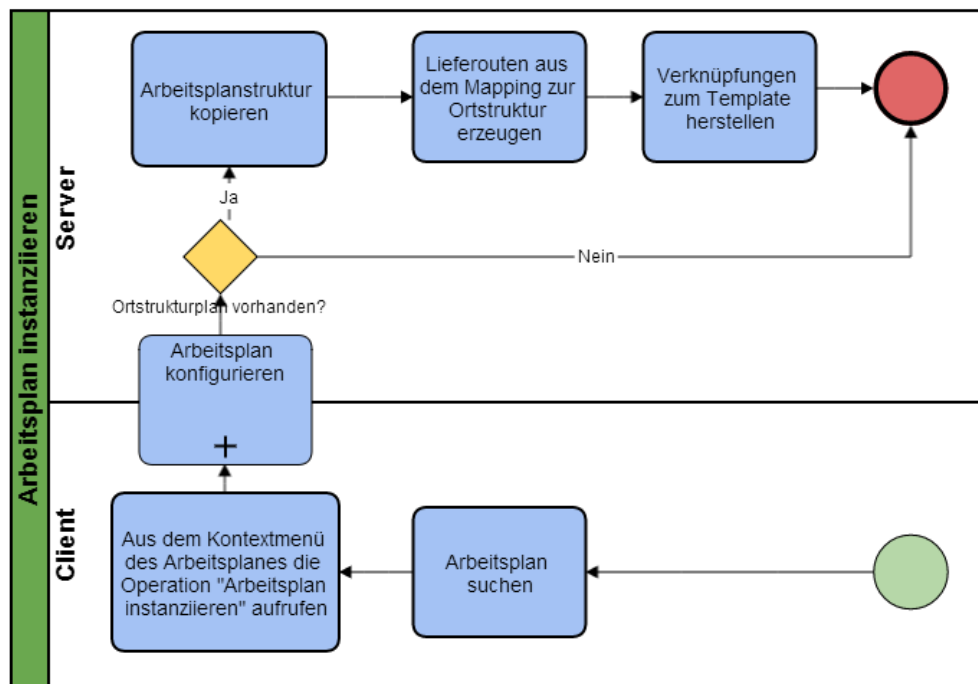 Arbeitsplan instanziieren
Server
Arbeitsplanstruktur
kopieren
Lieferouten aus
dem Mapping zur
Ortstruktur
erzeugen
Verknüpfungen
zum Template
herstellen
Ja
Nein
Ortstrukturplan vorhanden?
Arbeitsplan
konfigurieren
Client
Aus dem Kontextmenü
des Arbeitsplanes die
Operation "Arbeitsplan
instanziieren" aufrufen
Arbeitsplan
suchen